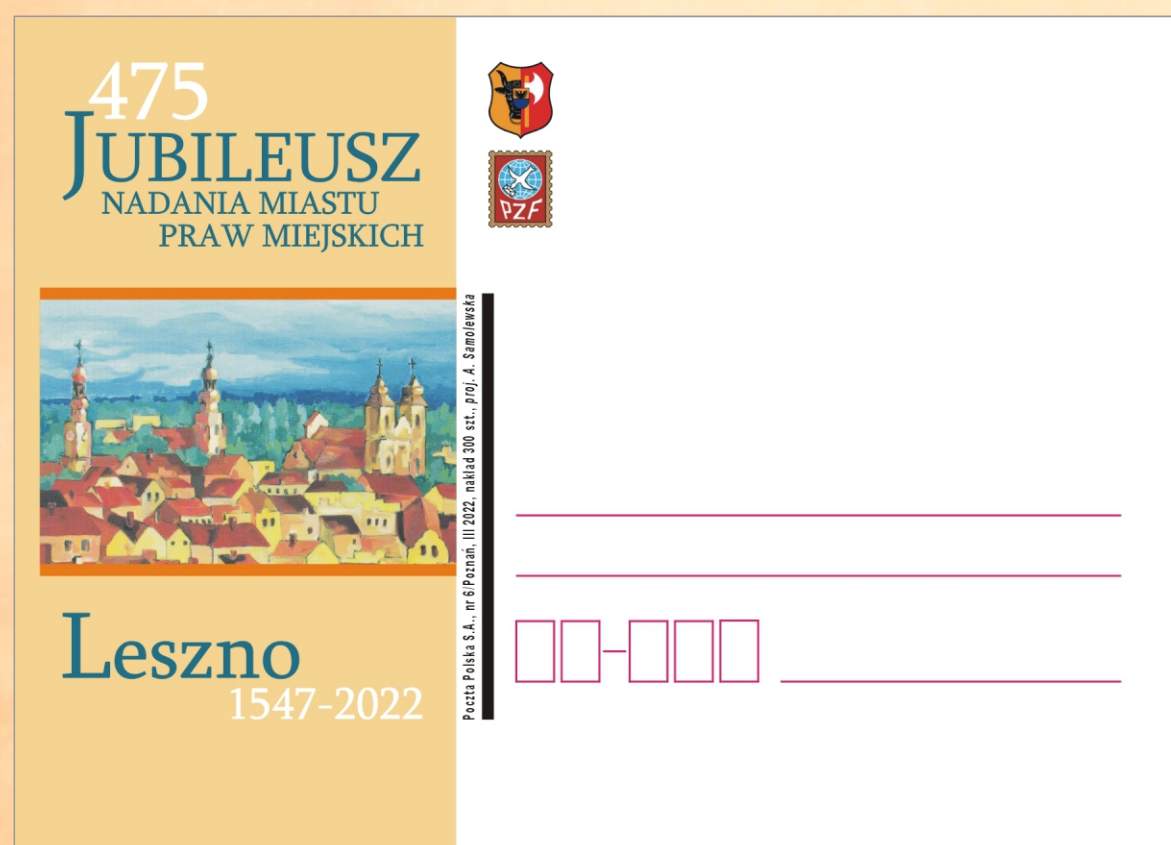 475
JUBILEUSZ
NADANIA MIASTU
PRAW MIEJSKICH
Leszno
1547-2022
PZF
Poczta Polska S.A., nr 6/Poznań, III 2022, nakład 300 szt., proj. A. Samolewska